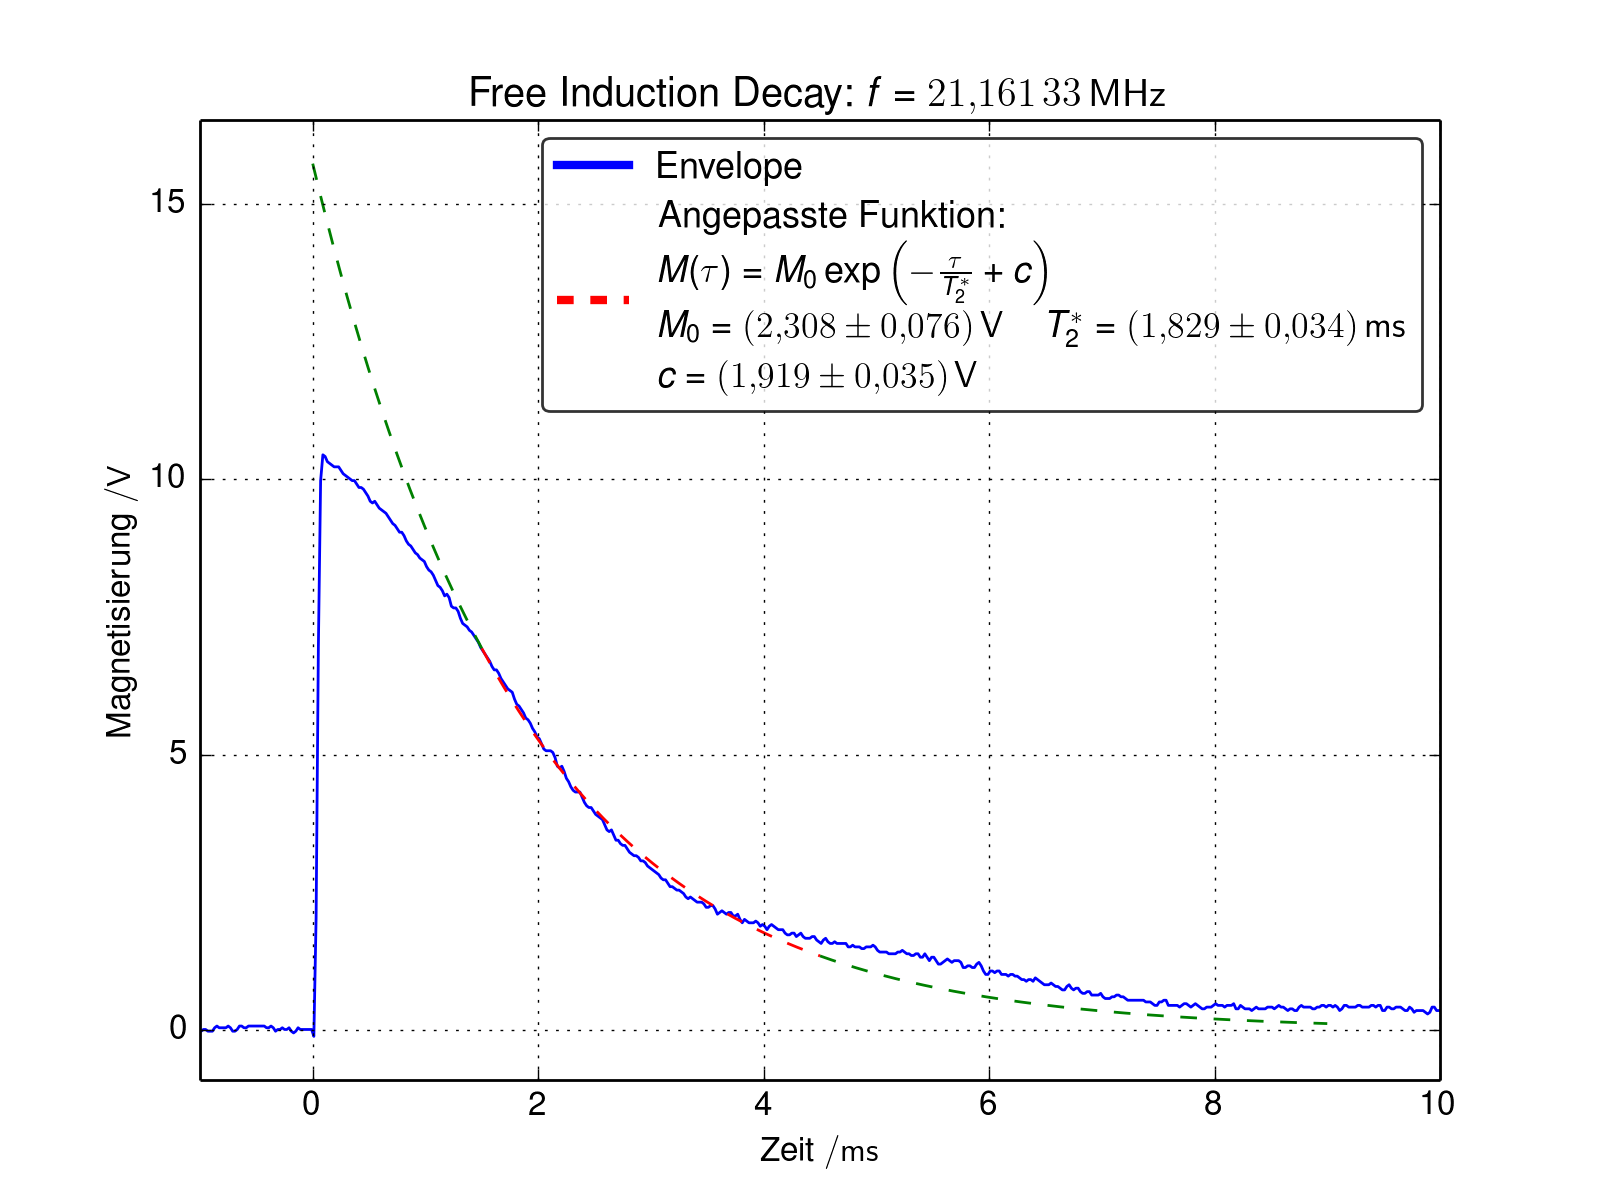 Free Induction Decay: f = 21,161 33 MHz
Envelope
Angepasste Funktion:
M(τ) = M₀ exp (−τ/T₂* + c)
M₀ = (2,308 ± 0,076) V T₂* = (1,829 ± 0,034) ms
c = (1,919 ± 0,035) V
Magnetisierung /V
15
10
5
0
0 2 4 6 8 10
Zeit /ms